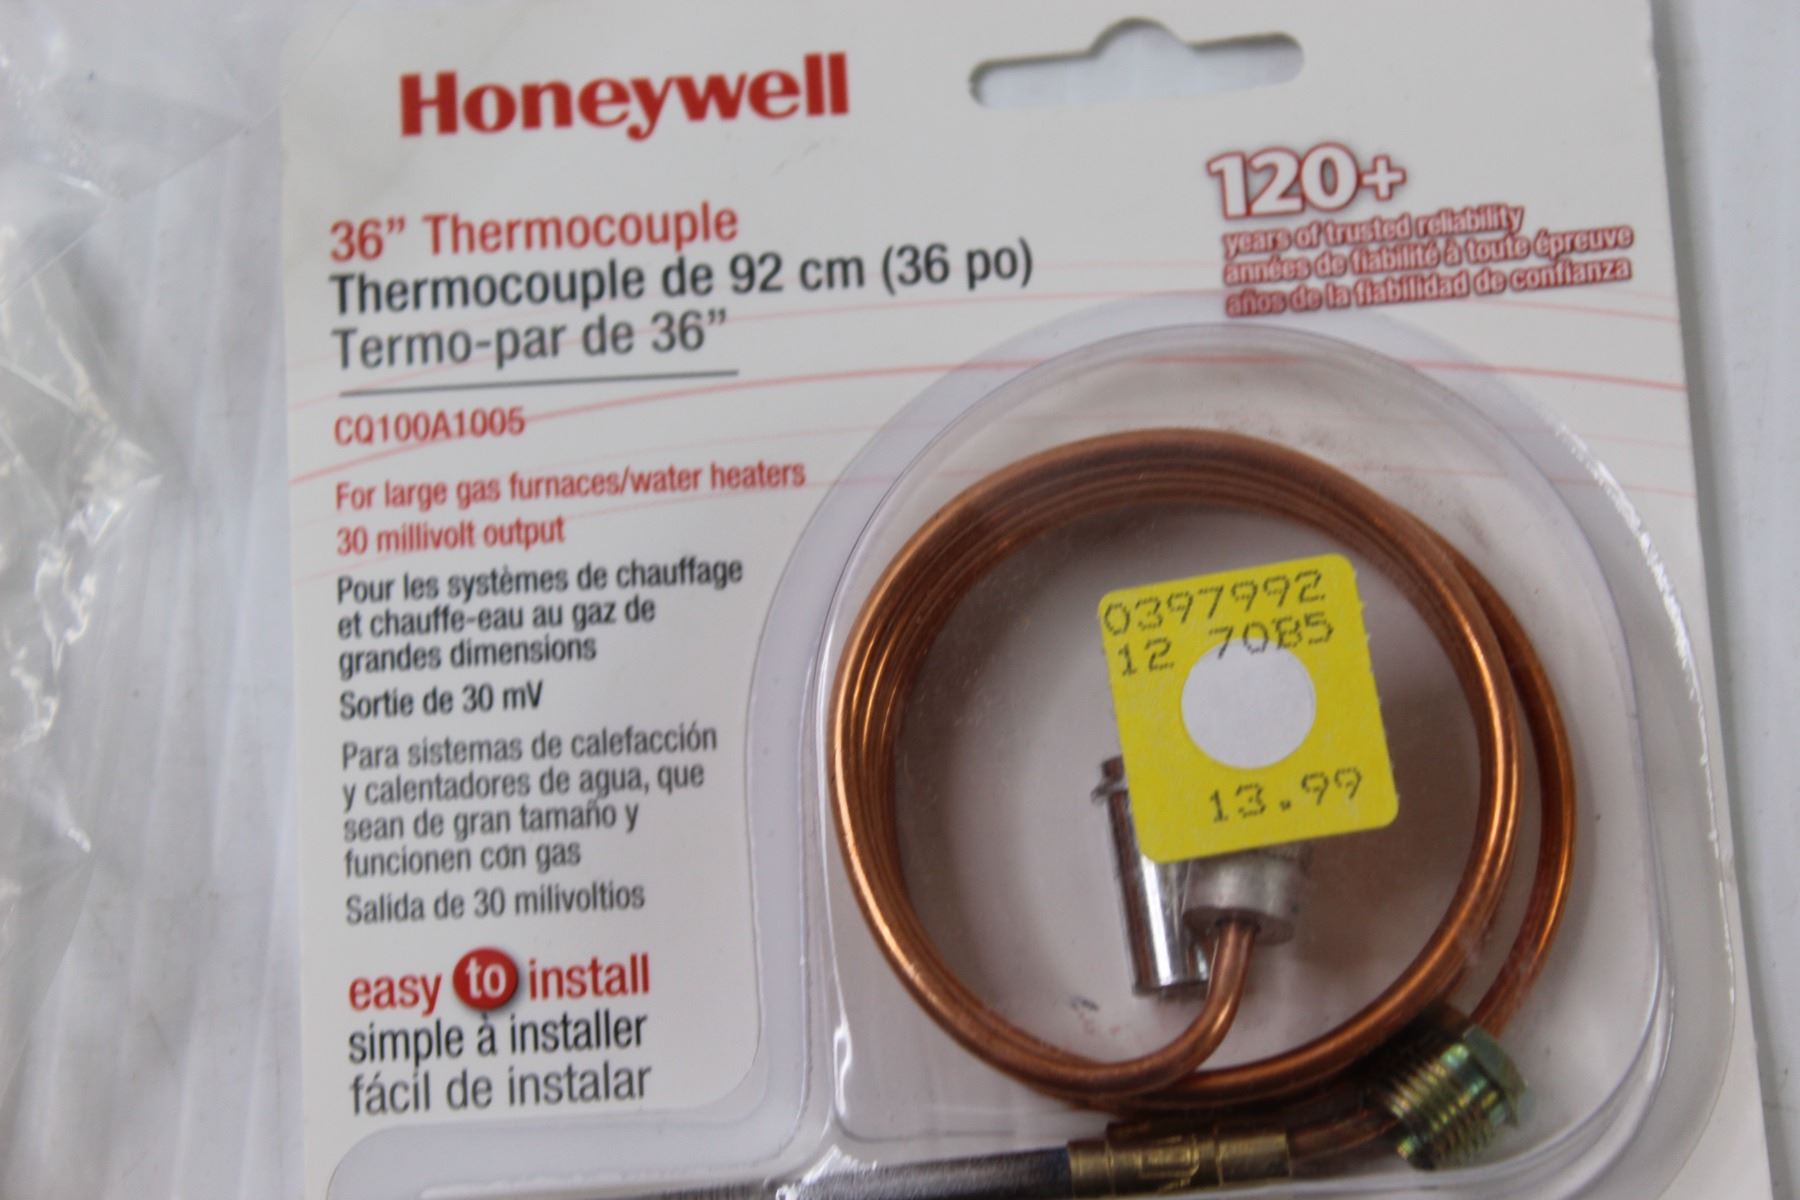 Honeywell
120+
years of trusted reliability
années de fiabilité à toute épreuve
años de la fiabilidad de confianza
36” Thermocouple
Thermocouple de 92 cm (36 po)
Termo-par de 36”
CQ100A1005
For large gas furnaces/water heaters
30 millivolt output
Pour les systèmes de chauffage
et chauffe-eau au gaz de
grandes dimensions
Sortie de 30 mV
Para sistemas de calefacción
y calentadores de agua, que
sean de gran tamaño y
funcionen con gas
Salida de 30 milivoltios
easy to install
simple à installer
fácil de instalar
0397992
12 70B5
13.99